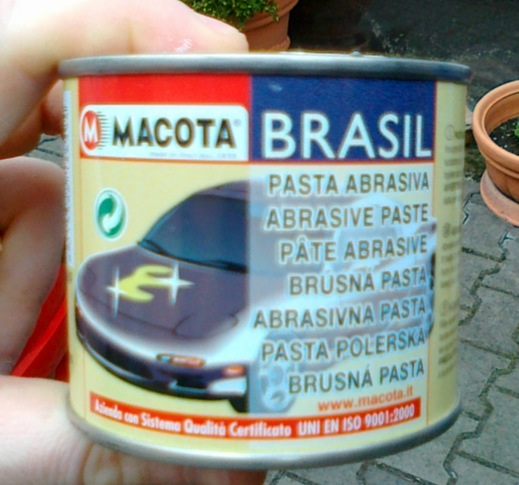 M MACOTA
BRASIL
PASTA ABRASIVA
ABRASIVE PASTE
PÂTE ABRASIVE
BRUSNÁ PASTA
ABRASIVNA PASTA
PASTA POLERSKA
BRUSNÁ PASTA
www.macota.it
Azienda con Sistema Qualità Certificato UNI EN ISO 9001:2000